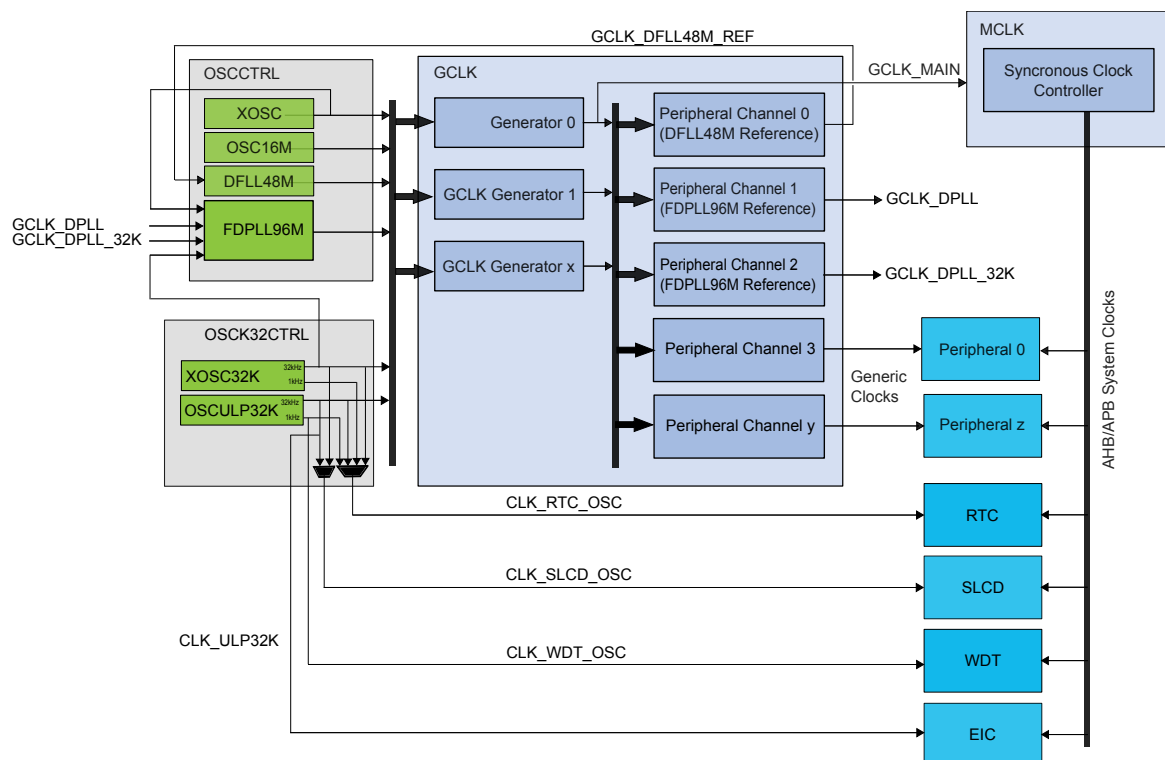 GCLK_DFLL48M_REF
MCLK
OSCCTRL
GCLK
GCLK_MAIN
Syncronous Clock
Controller
XOSC
OSC16M
DFLL48M
FDPLL96M
GCLK_DPLL
GCLK_DPLL_32K
Generator 0
GCLK Generator 1
GCLK Generator x
Peripheral Channel 0
(DFLL48M Reference)
Peripheral Channel 1
(FDPLL96M Reference)
Peripheral Channel 2
(FDPLL96M Reference)
Peripheral Channel 3
Peripheral Channel y
GCLK_DPLL
GCLK_DPLL_32K
OSCK32CTRL
XOSC32K
32kHz
1kHz
OSCULP32K
32kHz
1kHz
Generic
Clocks
Peripheral 0
Peripheral z
AHB/APB System Clocks
CLK_RTC_OSC
RTC
CLK_SLCD_OSC
SLCD
CLK_ULP32K
CLK_WDT_OSC
WDT
EIC